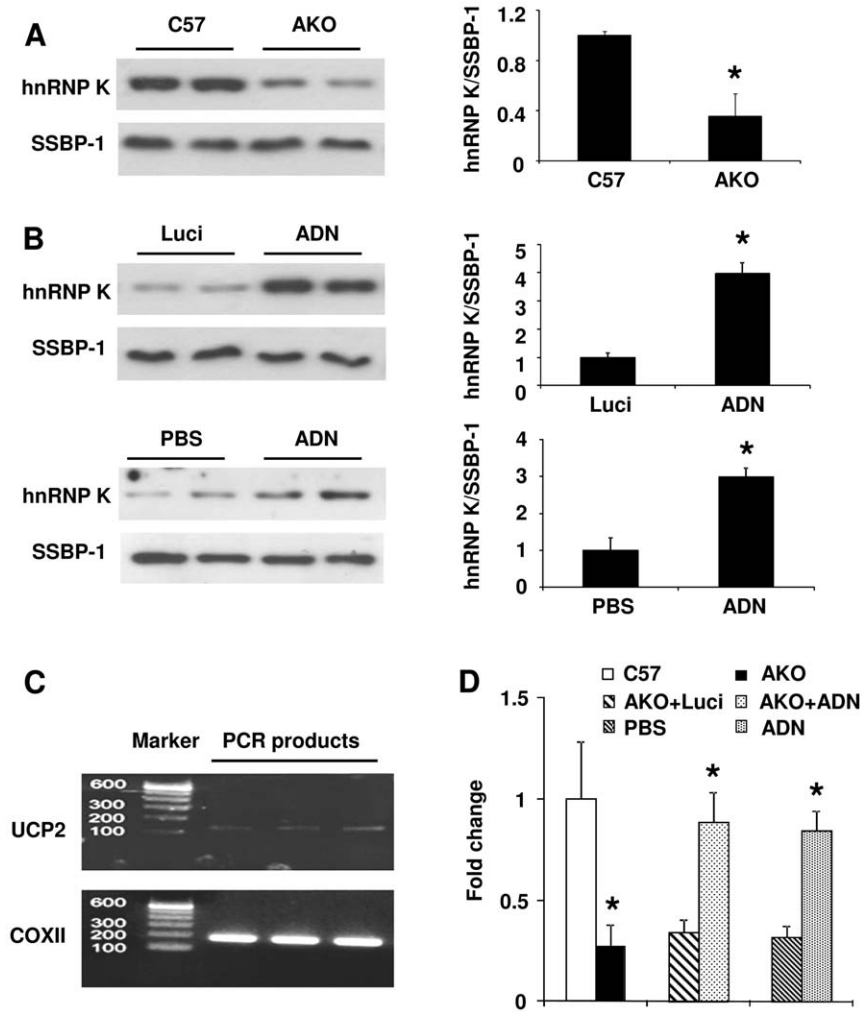 A
C57 AKO
hnRNP K
SSBP-1
hnRNP K/SSBP-1
1.2
0.8
0.4
0
*
C57 AKO
B
Luci ADN
hnRNP K
SSBP-1
hnRNP K/SSBP-1
5
4
3
2
1
0
*
Luci ADN
PBS ADN
hnRNP K
SSBP-1
hnRNP K/SSBP-1
4
3
2
1
0
*
PBS ADN
C
Marker PCR products
UCP2
600
300
200
100
COXII
600
300
200
100
D
C57 AKO
AKO+Luci AKO+ADN
PBS ADN
Fold change
1.5
1
0.5
0
* * *